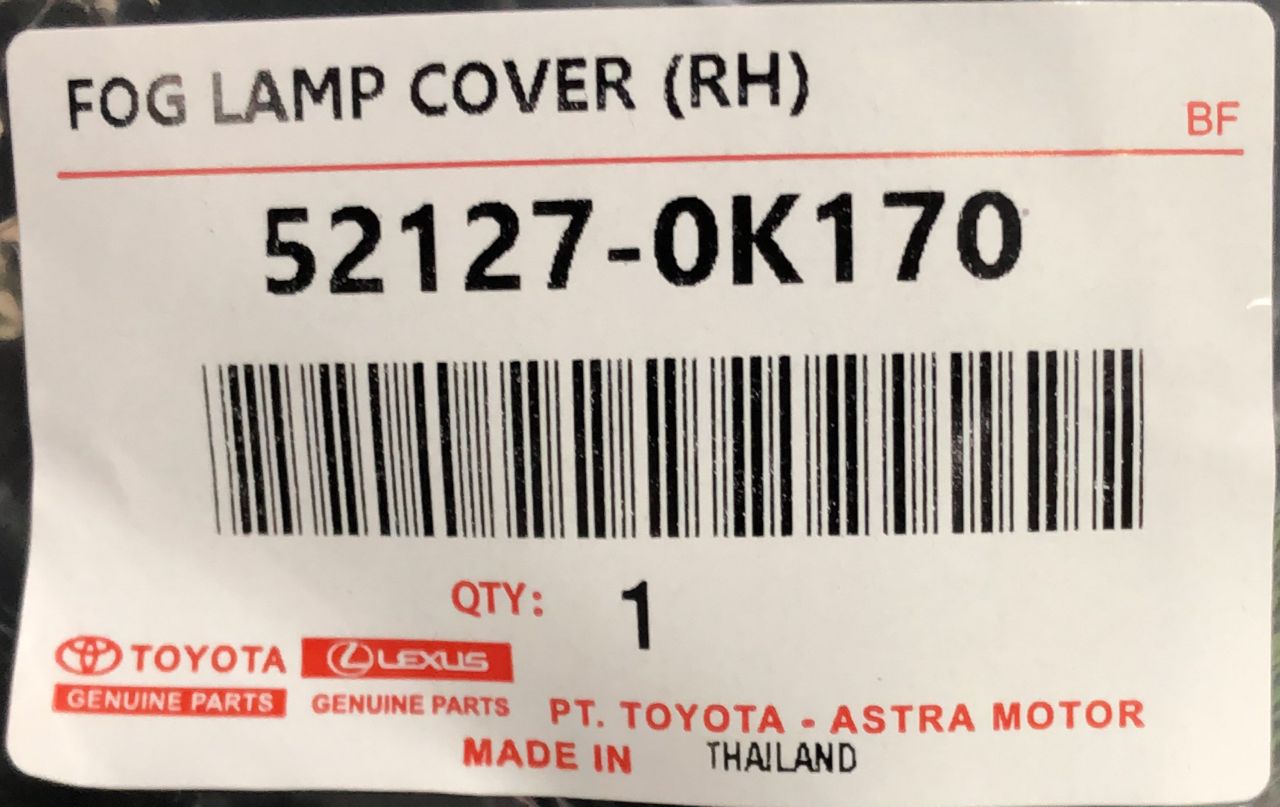 FOG LAMP COVER (RH)
BF
52127-0K170
QTY: 1
TOYOTA LEXUS
GENUINE PARTS GENUINE PARTS
PT. TOYOTA - ASTRA MOTOR
MADE IN THAILAND